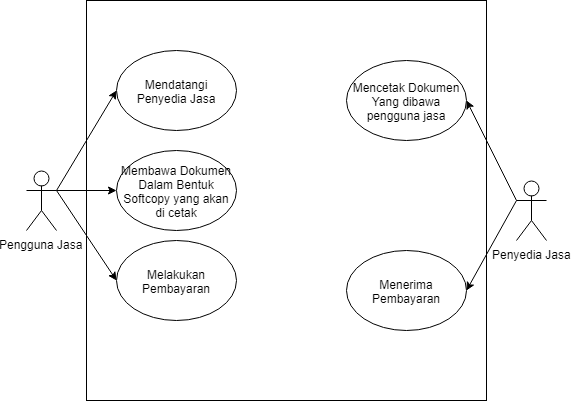 Mendatangi
Penyedia Jasa
Membawa Dokumen
Dalam Bentuk
Softcopy yang akan
di cetak
Melakukan
Pembayaran
Pengguna Jasa
Mencetak Dokumen
Yang dibawa
pengguna jasa
Menerima
Pembayaran
Penyedia Jasa